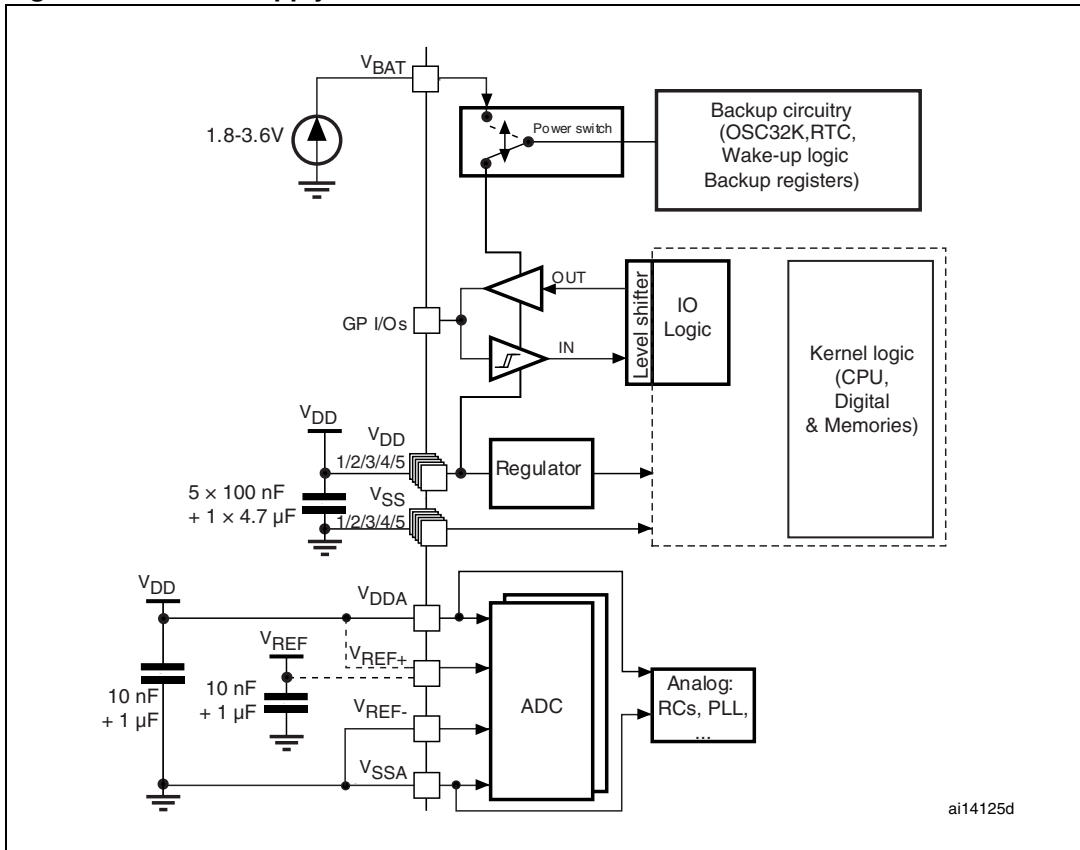 VBAT
1.8-3.6V
Power switch
Backup circuitry
(OSC32K,RTC,
Wake-up logic
Backup registers)
GP I/Os
OUT
IN
Level shifter
IO
Logic
Kernel logic
(CPU,
Digital
& Memories)
VDD
VDD
1/2/3/4/5
Regulator
5 × 100 nF
+ 1 × 4.7 µF
VSS
1/2/3/4/5
VDD
VDDA
VREF
VREF+
10 nF
+ 1 µF
10 nF
+ 1 µF
VREF-
ADC
Analog:
RCs, PLL,
...
VSSA
ai14125d